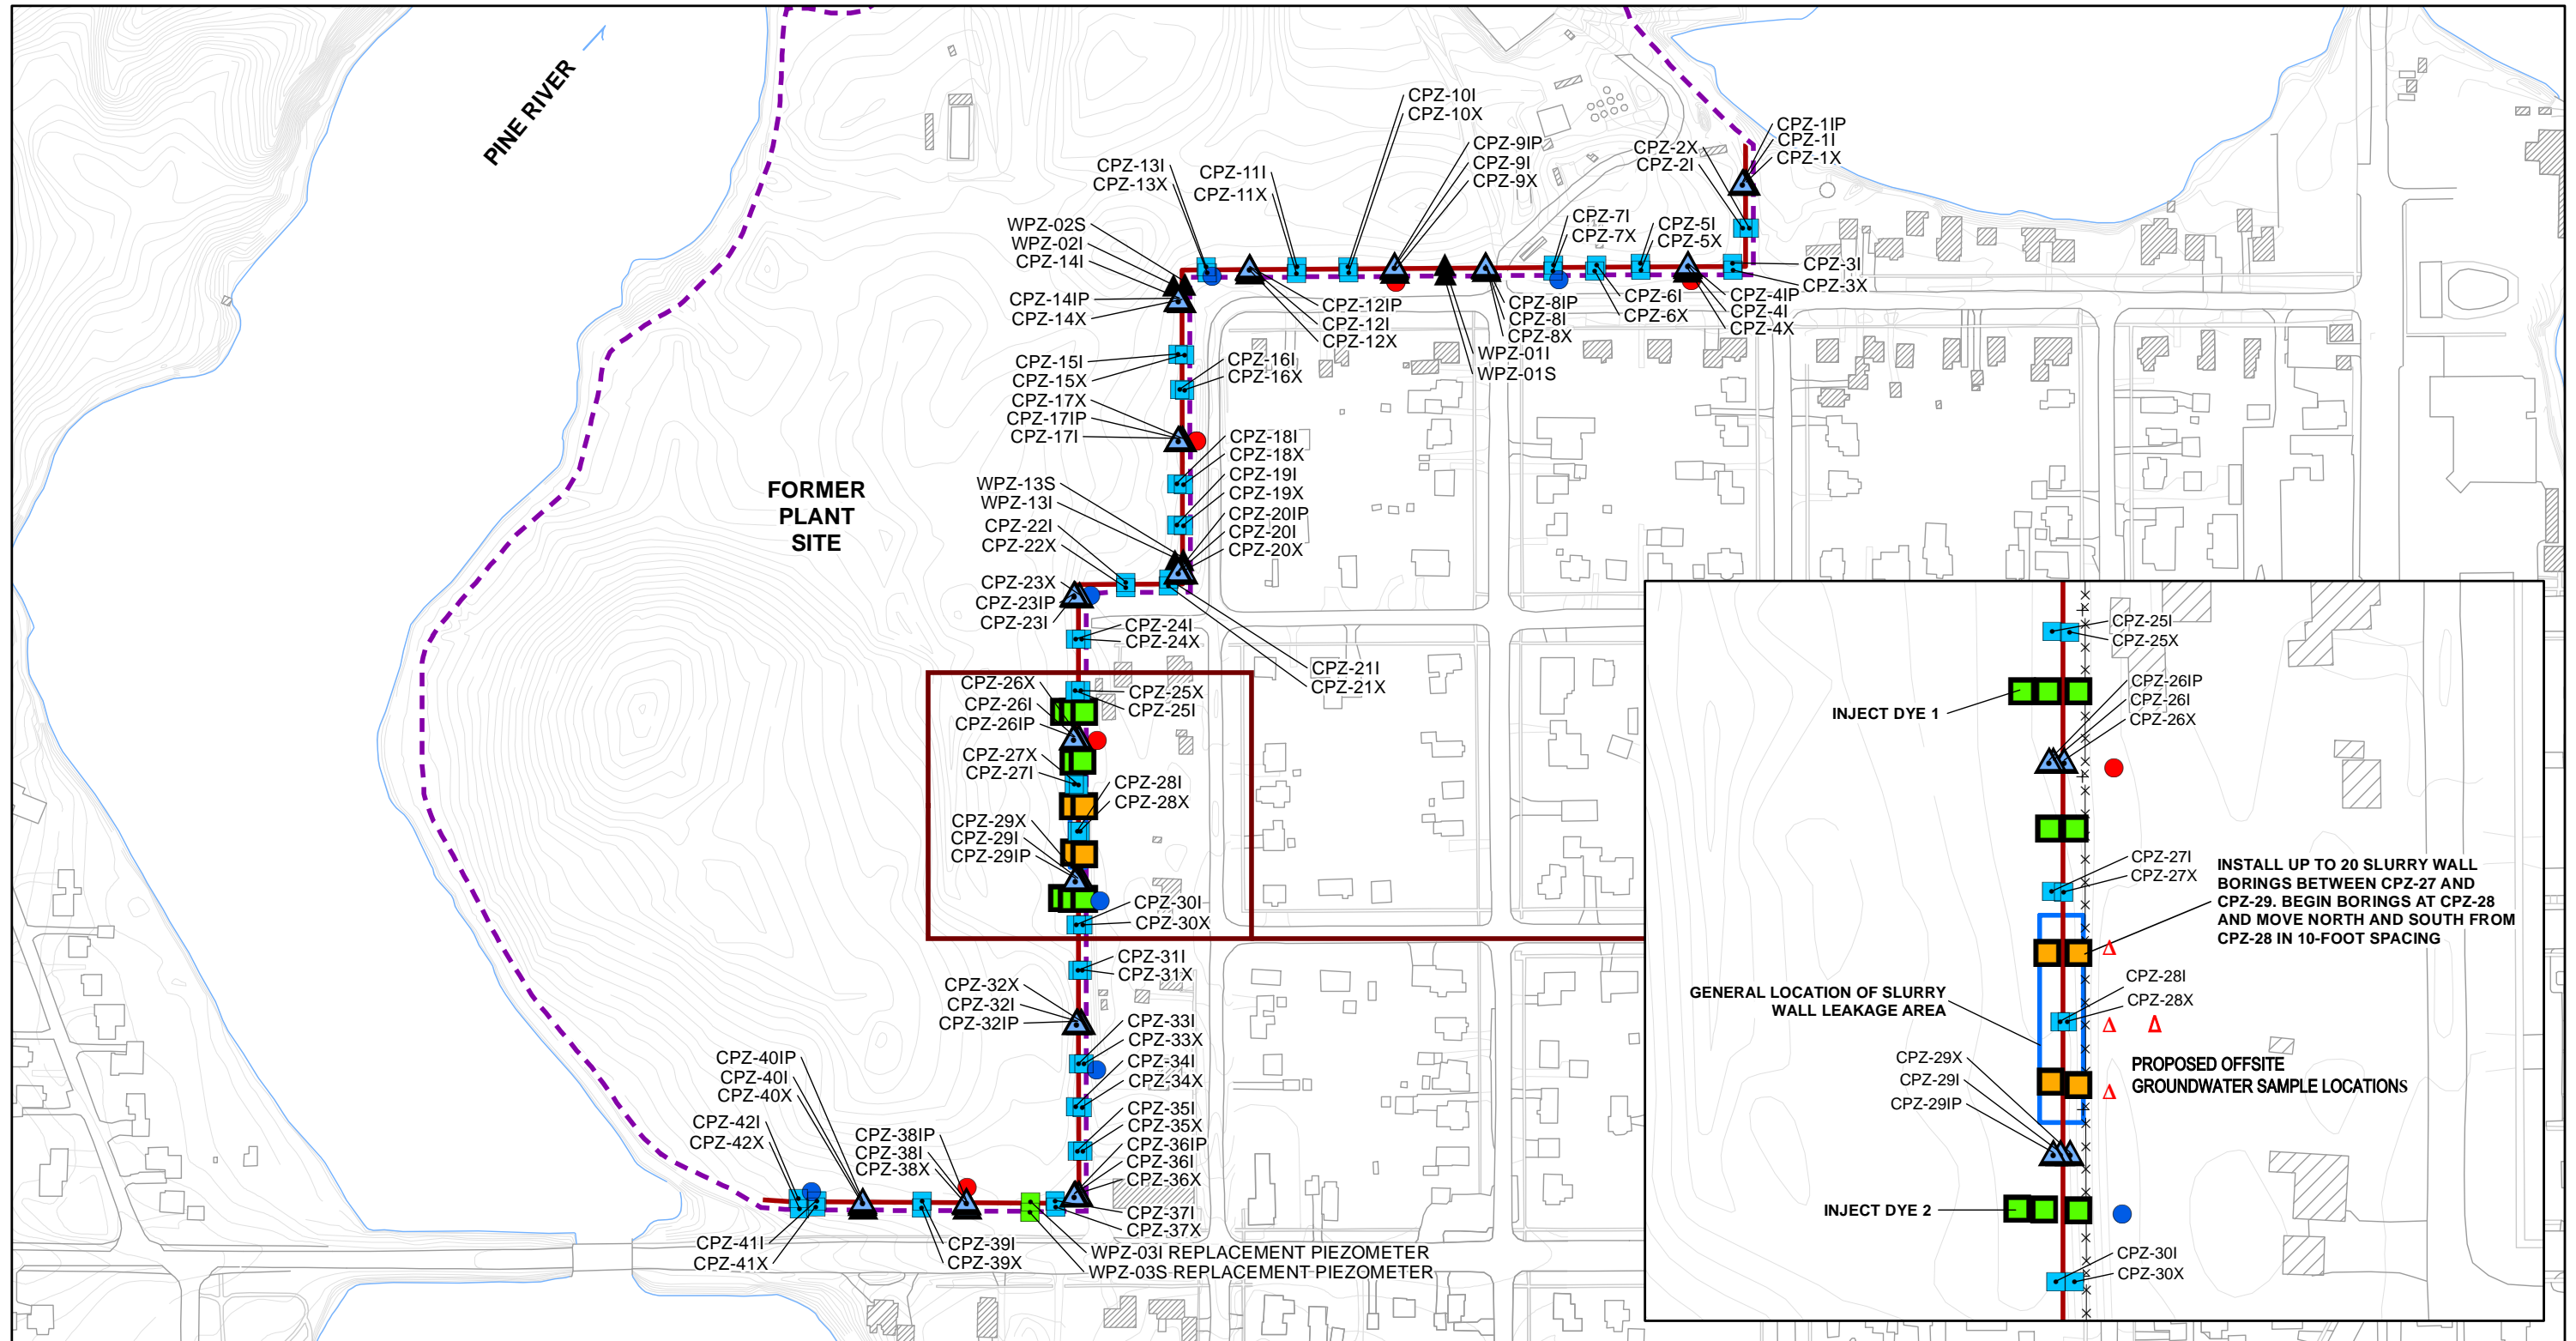 PINE RIVER
FORMER
PLANT
SITE
CPZ-10I
CPZ-10X
CPZ-9IP
CPZ-9I
CPZ-9X
CPZ-1IP
CPZ-1I
CPZ-1X
CPZ-2X
CPZ-2I
CPZ-13I
CPZ-13X
CPZ-11I
CPZ-11X
WPZ-02S
WPZ-02I
CPZ-14I
CPZ-14IP
CPZ-14X
CPZ-7I
CPZ-7X
CPZ-5I
CPZ-5X
CPZ-3I
CPZ-3X
CPZ-12IP
CPZ-12I
CPZ-12X
CPZ-8IP
CPZ-8I
CPZ-8X
CPZ-6I
CPZ-6X
CPZ-4IP
CPZ-4I
CPZ-4X
WPZ-01I
WPZ-01S
CPZ-15I
CPZ-15X
CPZ-16I
CPZ-16X
CPZ-17X
CPZ-17IP
CPZ-17I
CPZ-18I
CPZ-18X
CPZ-19I
CPZ-19X
CPZ-20IP
CPZ-20I
CPZ-20X
WPZ-13S
WPZ-13I
CPZ-22I
CPZ-22X
CPZ-23X
CPZ-23IP
CPZ-23I
CPZ-24I
CPZ-24X
CPZ-21I
CPZ-21X
CPZ-26X
CPZ-26I
CPZ-26IP
CPZ-25X
CPZ-25I
CPZ-27X
CPZ-27I
CPZ-28I
CPZ-28X
CPZ-29X
CPZ-29I
CPZ-29IP
CPZ-30I
CPZ-30X
CPZ-31I
CPZ-31X
CPZ-32X
CPZ-32I
CPZ-32IP
CPZ-33I
CPZ-33X
CPZ-34I
CPZ-34X
CPZ-35I
CPZ-35X
CPZ-36IP
CPZ-36I
CPZ-36X
CPZ-37I
CPZ-37X
CPZ-40IP
CPZ-40I
CPZ-40X
CPZ-42I
CPZ-42X
CPZ-38IP
CPZ-38I
CPZ-38X
CPZ-41I
CPZ-41X
CPZ-39I
CPZ-39X
WPZ-03I REPLACEMENT PIEZOMETER
WPZ-03S REPLACEMENT PIEZOMETER
CPZ-25I
CPZ-25X
INJECT DYE 1
CPZ-26IP
CPZ-26I
CPZ-26X
CPZ-27I
CPZ-27X
INSTALL UP TO 20 SLURRY WALL
BORINGS BETWEEN CPZ-27 AND
CPZ-29. BEGIN BORINGS AT CPZ-28
AND MOVE NORTH AND SOUTH FROM
CPZ-28 IN 10-FOOT SPACING
GENERAL LOCATION OF SLURRY
WALL LEAKAGE AREA
CPZ-28I
CPZ-28X
PROPOSED OFFSITE
GROUNDWATER SAMPLE LOCATIONS
CPZ-29X
CPZ-29I
CPZ-29IP
INJECT DYE 2
CPZ-30I
CPZ-30X